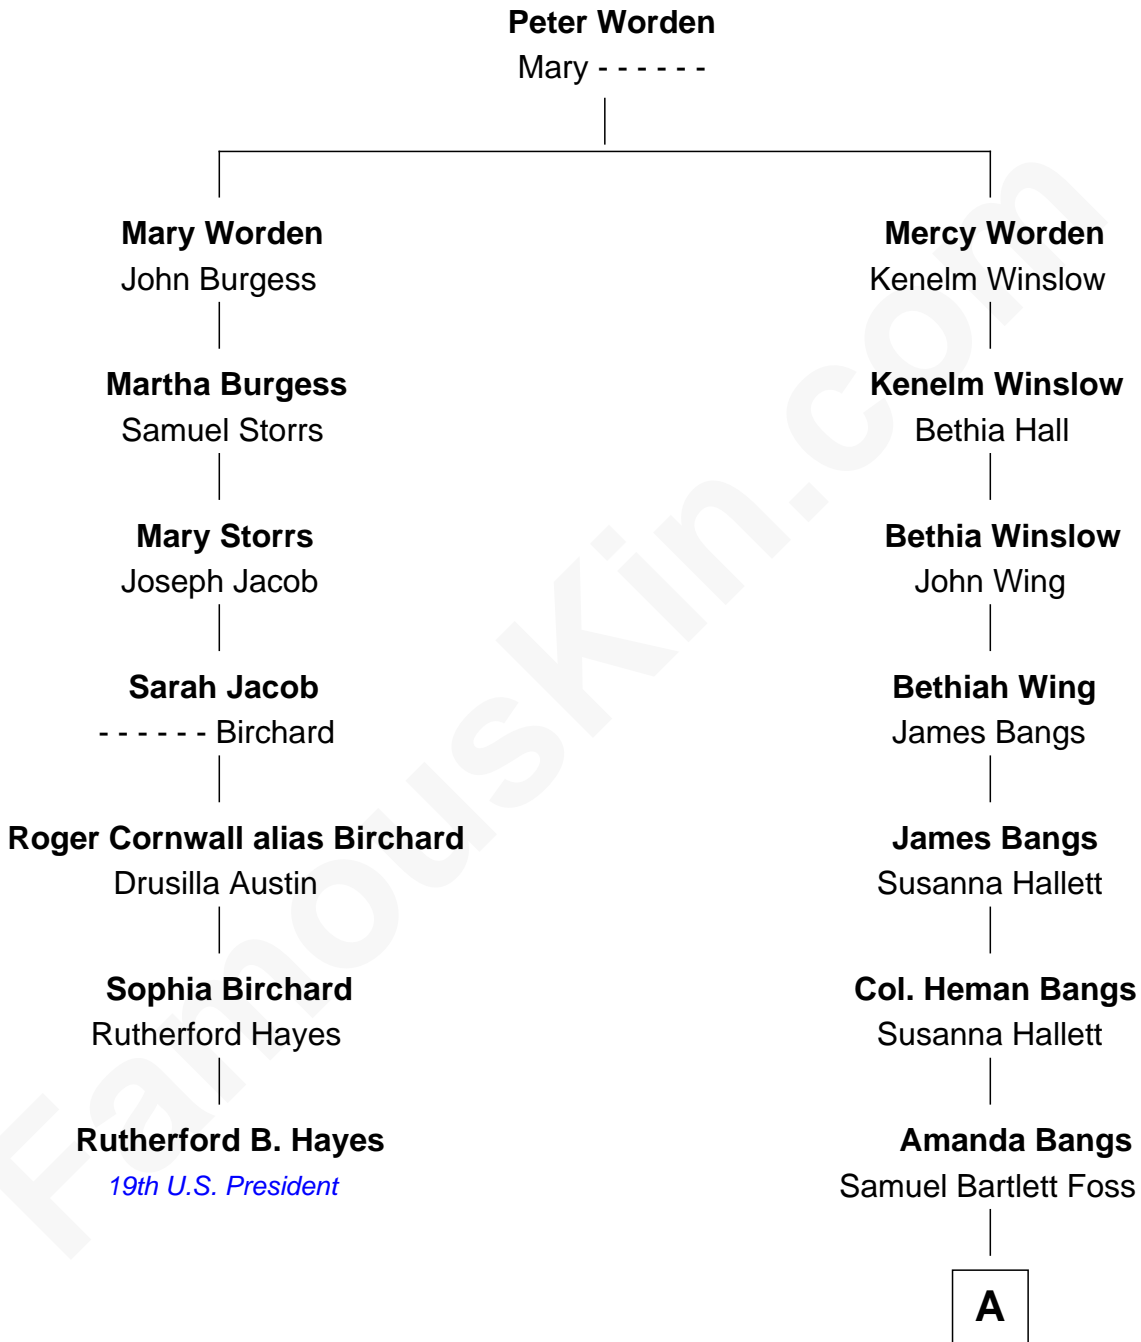 Peter Worden
Mary - - - - - -
Mary Worden
John Burgess
Mercy Worden
Kenelm Winslow
Martha Burgess
Samuel Storrs
Kenelm Winslow
Bethia Hall
Mary Storrs
Joseph Jacob
Bethia Winslow
John Wing
Sarah Jacob
- - - - - - Birchard
Bethiah Wing
James Bangs
Roger Cornwall alias Birchard
Drusilla Austin
James Bangs
Susanna Hallett
Sophia Birchard
Rutherford Hayes
Col. Heman Bangs
Susanna Hallett
Rutherford B. Hayes
19th U.S. President
Amanda Bangs
Samuel Bartlett Foss
A
FamousKin.com